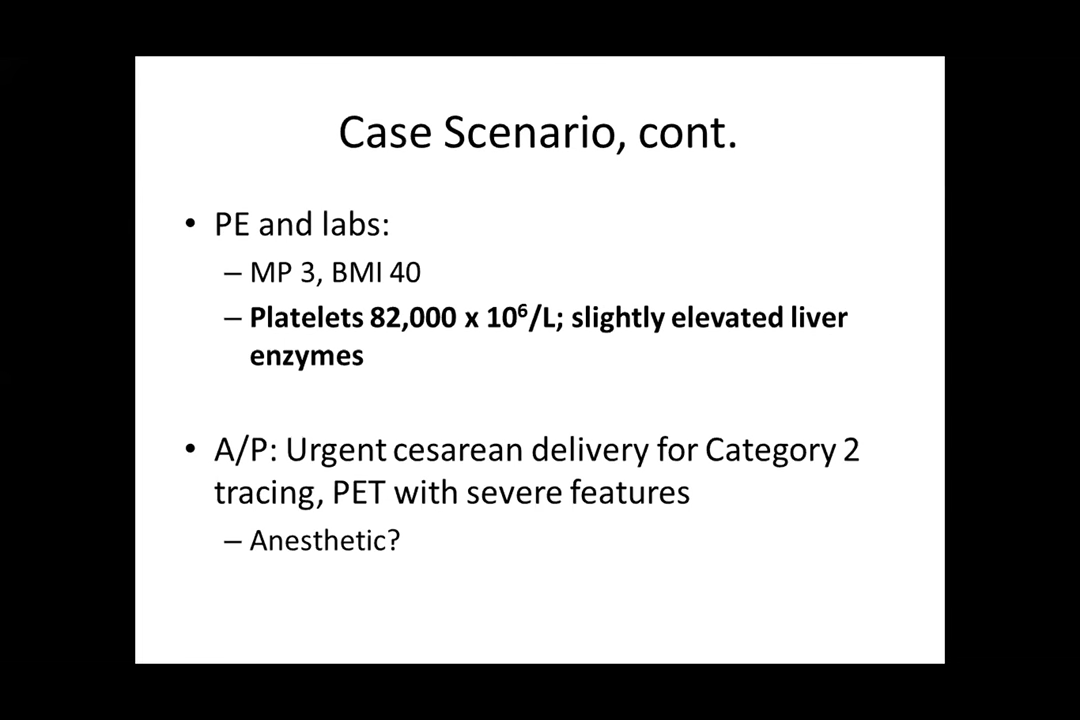 Case Scenario, cont.
• PE and labs:
– MP 3, BMI 40
– Platelets 82,000 x 10⁶/L; slightly elevated liver
enzymes
• A/P: Urgent cesarean delivery for Category 2
tracing, PET with severe features
– Anesthetic?